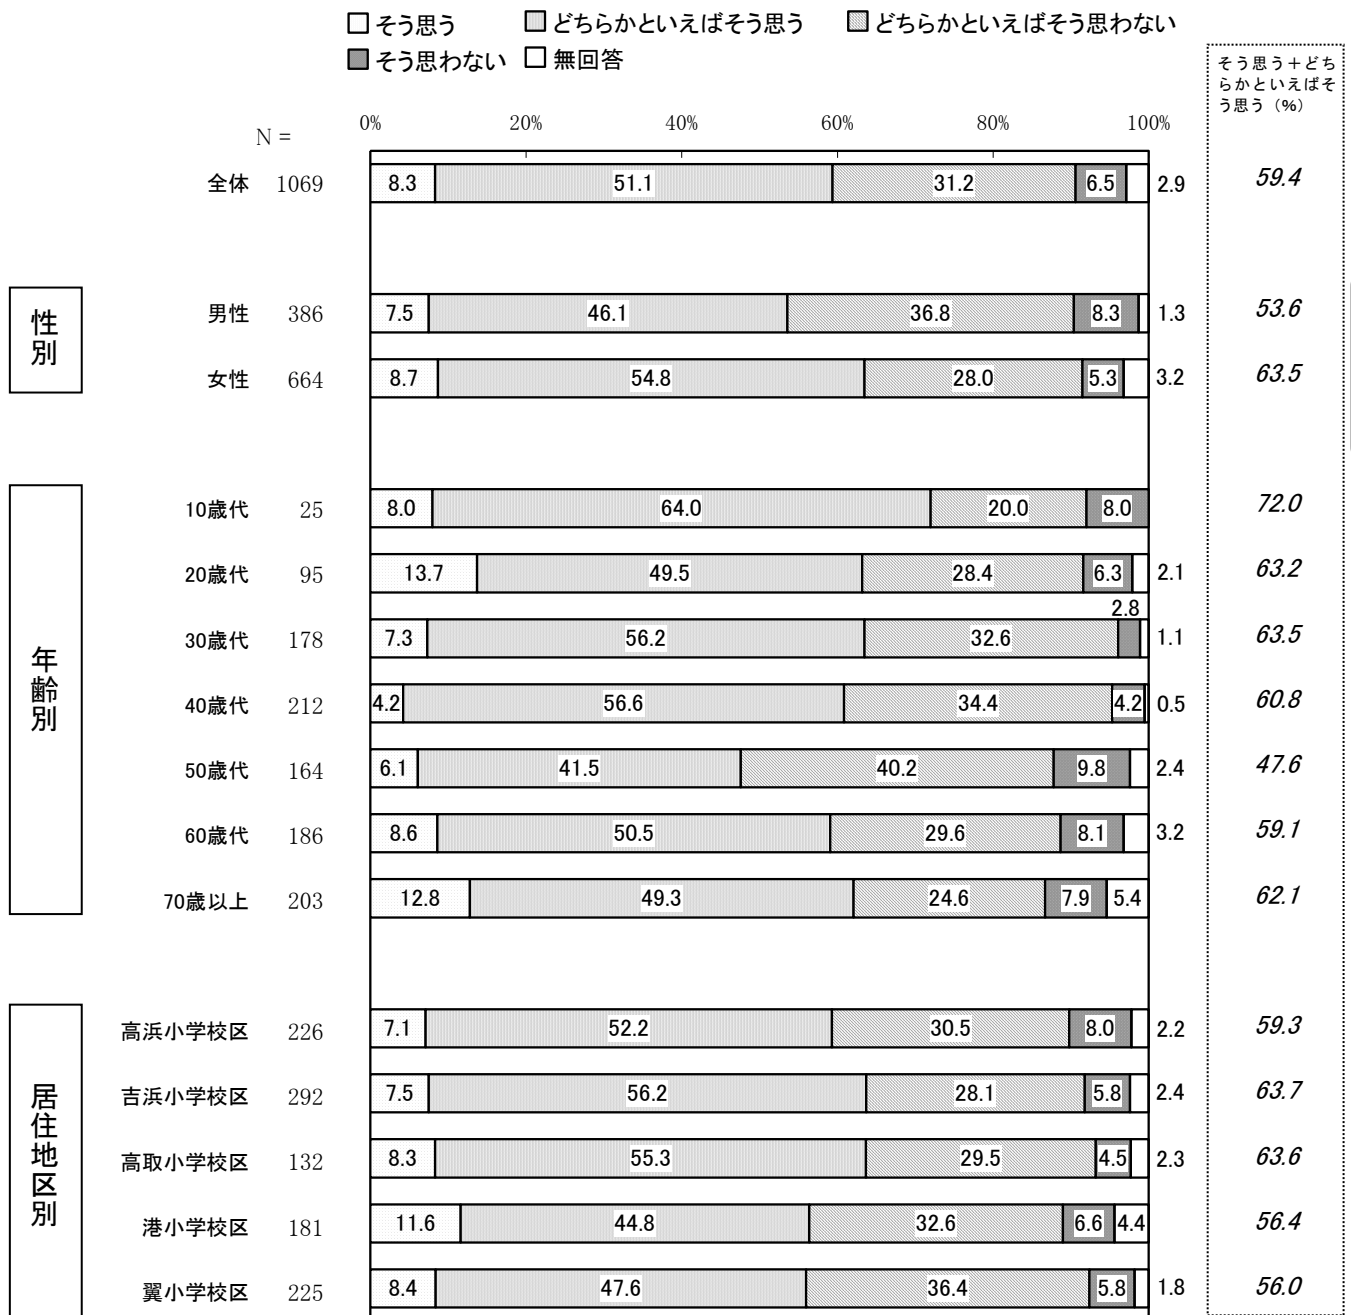 そう思う どちらかといえばそう思う どちらかといえばそう思わない
そう思わない 無回答
そう思う＋どち
らかといえばそ
う思う（%）
N = 0% 20% 40% 60% 80% 100%
全体 1069 8.3 51.1 31.2 6.5 2.9 59.4
性別
男性 386 7.5 46.1 36.8 8.3 1.3 53.6
女性 664 8.7 54.8 28.0 5.3 3.2 63.5
年齢別
10歳代 25 8.0 64.0 20.0 8.0 72.0
20歳代 95 13.7 49.5 28.4 6.3 2.1 63.2
30歳代 178 7.3 56.2 32.6 2.8 1.1 63.5
40歳代 212 4.2 56.6 34.4 4.2 0.5 60.8
50歳代 164 6.1 41.5 40.2 9.8 2.4 47.6
60歳代 186 8.6 50.5 29.6 8.1 3.2 59.1
70歳以上 203 12.8 49.3 24.6 7.9 5.4 62.1
居住地区別
高浜小学校区 226 7.1 52.2 30.5 8.0 2.2 59.3
吉浜小学校区 292 7.5 56.2 28.1 5.8 2.4 63.7
高取小学校区 132 8.3 55.3 29.5 4.5 2.3 63.6
港小学校区 181 11.6 44.8 32.6 6.6 4.4 56.4
翼小学校区 225 8.4 47.6 36.4 5.8 1.8 56.0